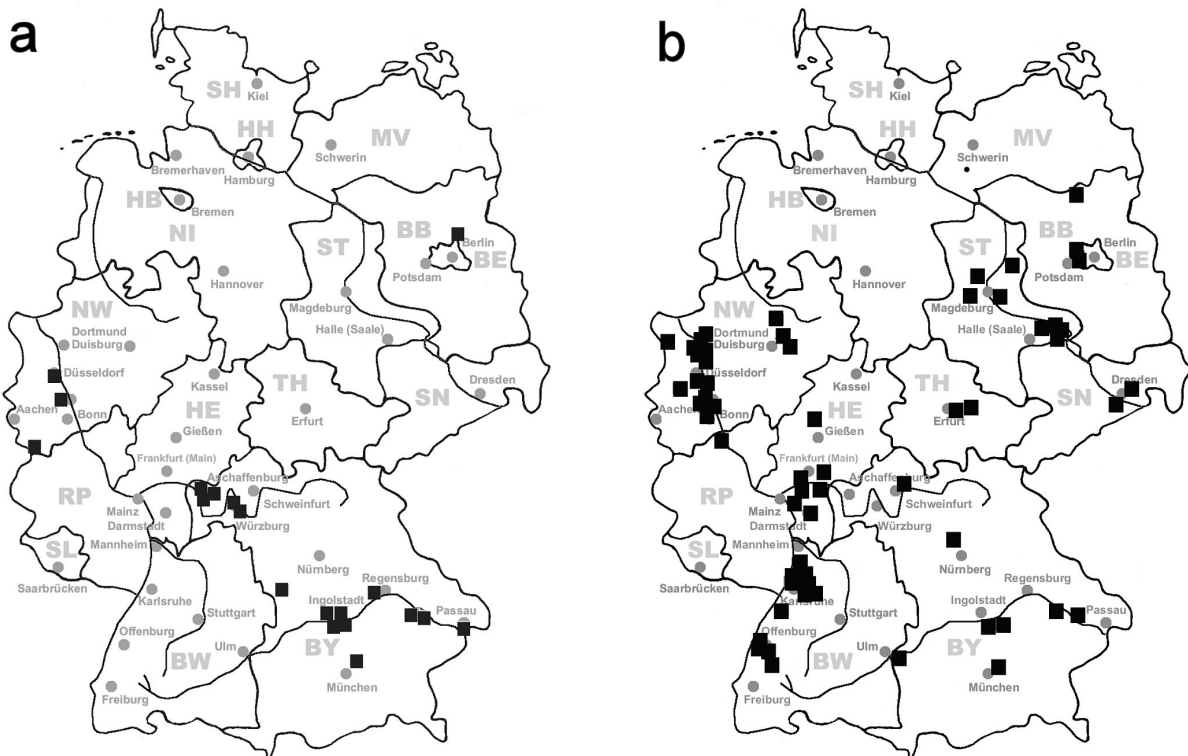 a
SH
Kiel
HH
MV
Schwerin
Bremerhaven
Hamburg
HB
Bremen
NI
BB
Berlin
ST
BE
Hannover
Potsdam
NW
Magdeburg
Dortmund
Duisburg
Halle (Saale)
Düsseldorf
Kassel
TH
Dresden
SN
Aachen
Bonn
HE
Erfurt
Gießen
Frankfurt (Main)
Aschaffenburg
RP
Schweinfurt
Mainz
Darmstadt
Würzburg
Mannheim
SL
Nürnberg
Saarbrücken
Karlsruhe
Regensburg
Ingolstadt
Stuttgart
Passau
Offenburg
Ulm
BW
BY
München
Freiburg
b
SH
Kiel
HH
MV
Schwerin
Bremerhaven
Hamburg
HB
Bremen
NI
BB
Berlin
ST
BE
Hannover
Potsdam
NW
Magdeburg
Dortmund
Duisburg
Halle (Saale)
Düsseldorf
Kassel
TH
Dresden
SN
Aachen
Bonn
HE
Erfurt
Gießen
Frankfurt (Main)
Aschaffenburg
RP
Schweinfurt
Mainz
Darmstadt
Würzburg
Mannheim
SL
Nürnberg
Saarbrücken
Karlsruhe
Regensburg
Ingolstadt
Stuttgart
Passau
Offenburg
Ulm
BW
BY
München
Freiburg